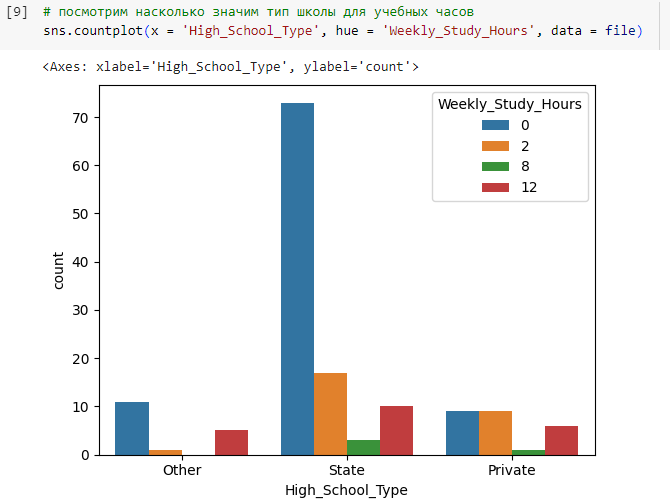 [9] # посмотрим насколько значим тип школы для учебных часов
sns.countplot(x = 'High_School_Type', hue = 'Weekly_Study_Hours', data = file)
<Axes: xlabel='High_School_Type', ylabel='count'>
Weekly_Study_Hours
0
2
8
12
70
60
50
40
30
20
10
0
count
Other State Private
High_School_Type